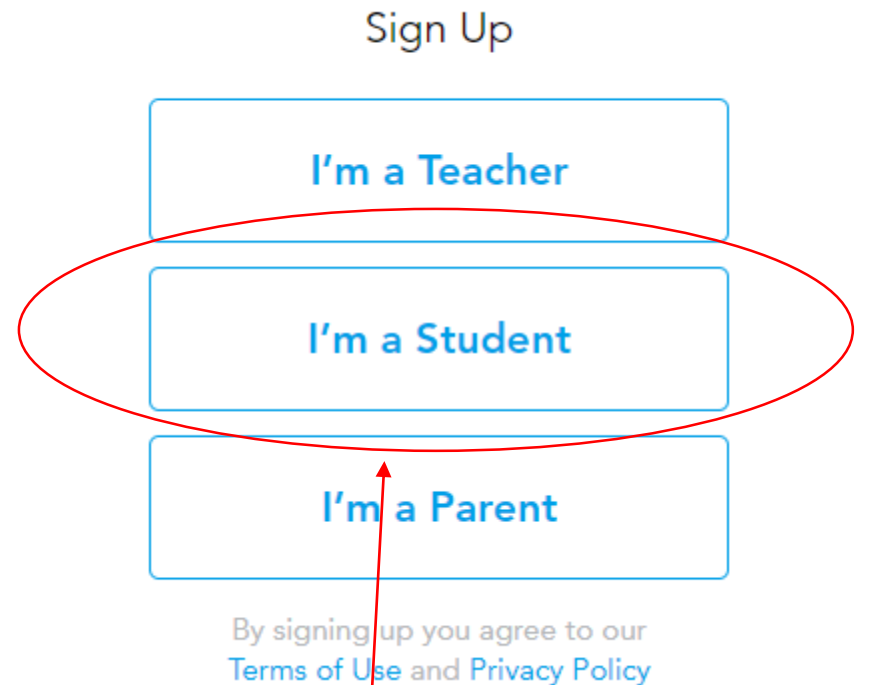 Sign Up
I'm a Teacher
I'm a Student
I'm a Parent
By signing up you agree to our
Terms of Use and Privacy Policy